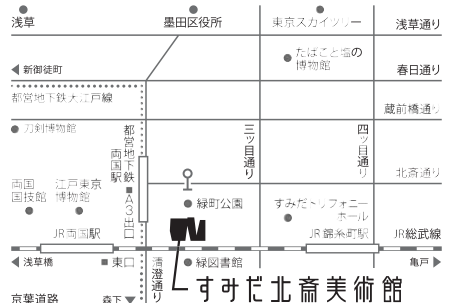 浅草
墨田区役所
東京スカイツリー
浅草通り
たばこと塩の
博物館
新御徒町
春日通り
都営地下鉄大江戸線
蔵前橋通り
刀剣博物館
都営地下鉄
両国駅
A3出口
三ッ目通り
四ッ目通り
北斎通り
両国
国技館
江戸東京
博物館
緑町公園
すみだトリフォニー
ホール
JR両国駅
JR錦糸町駅
JR総武線
浅草橋
東口
清澄通り
緑図書館
亀戸
京葉道路
森下
すみだ北斎美術館